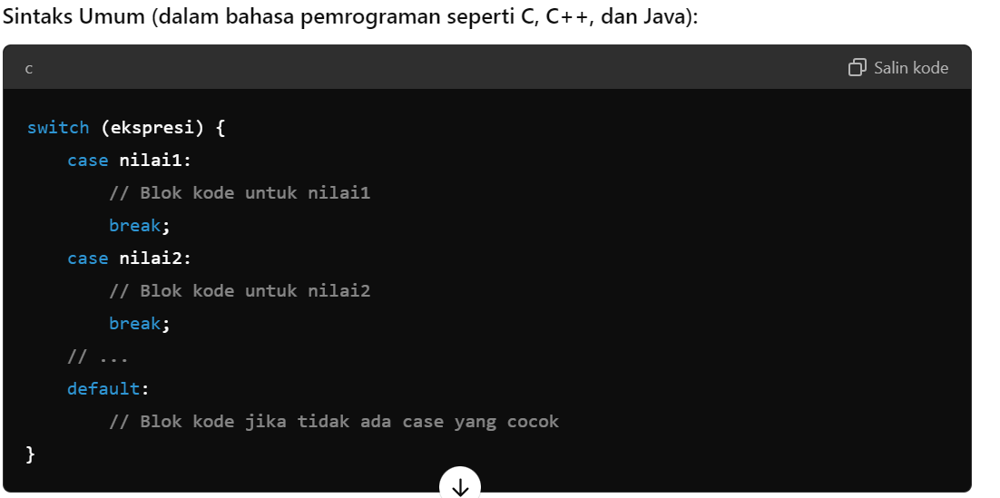 Sintaks Umum (dalam bahasa pemrograman seperti C, C++, dan Java):
c
Salin kode
switch (ekspresi) {
    case nilai1:
        // Blok kode untuk nilai1
        break;
    case nilai2:
        // Blok kode untuk nilai2
        break;
    // ...
    default:
        // Blok kode jika tidak ada case yang cocok
}